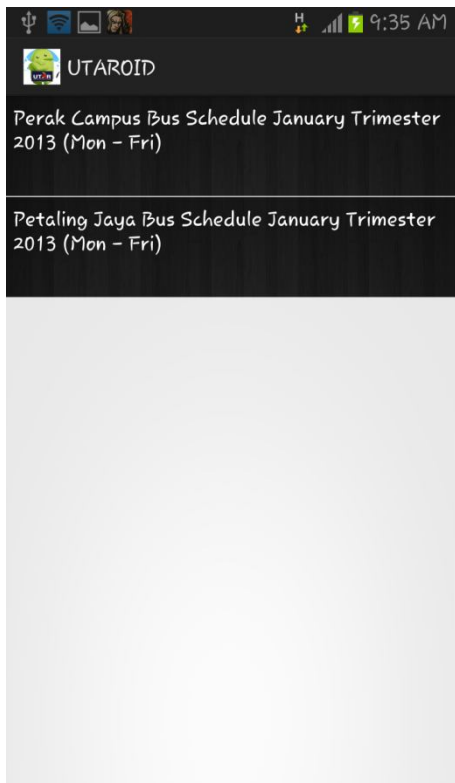 H 9:35 AM
UTAR UTAROID
Perak Campus Bus Schedule January Trimester
2013 (Mon - Fri)
Petaling Jaya Bus Schedule January Trimester
2013 (Mon - Fri)